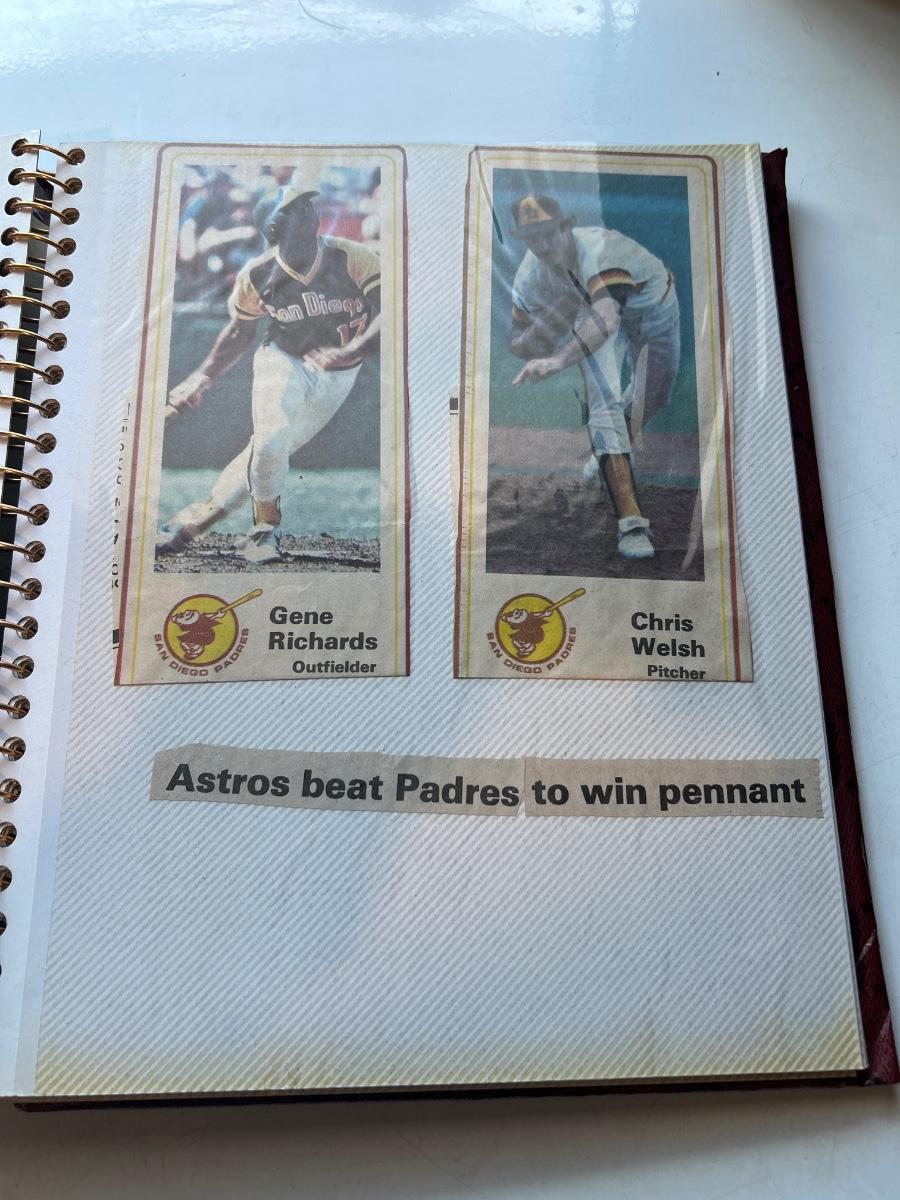 San Diego
17
SAN DIEGO PADRES
Gene
Richards
Outfielder
SAN DIEGO PADRES
Chris
Welsh
Pitcher
Astros beat Padres to win pennant